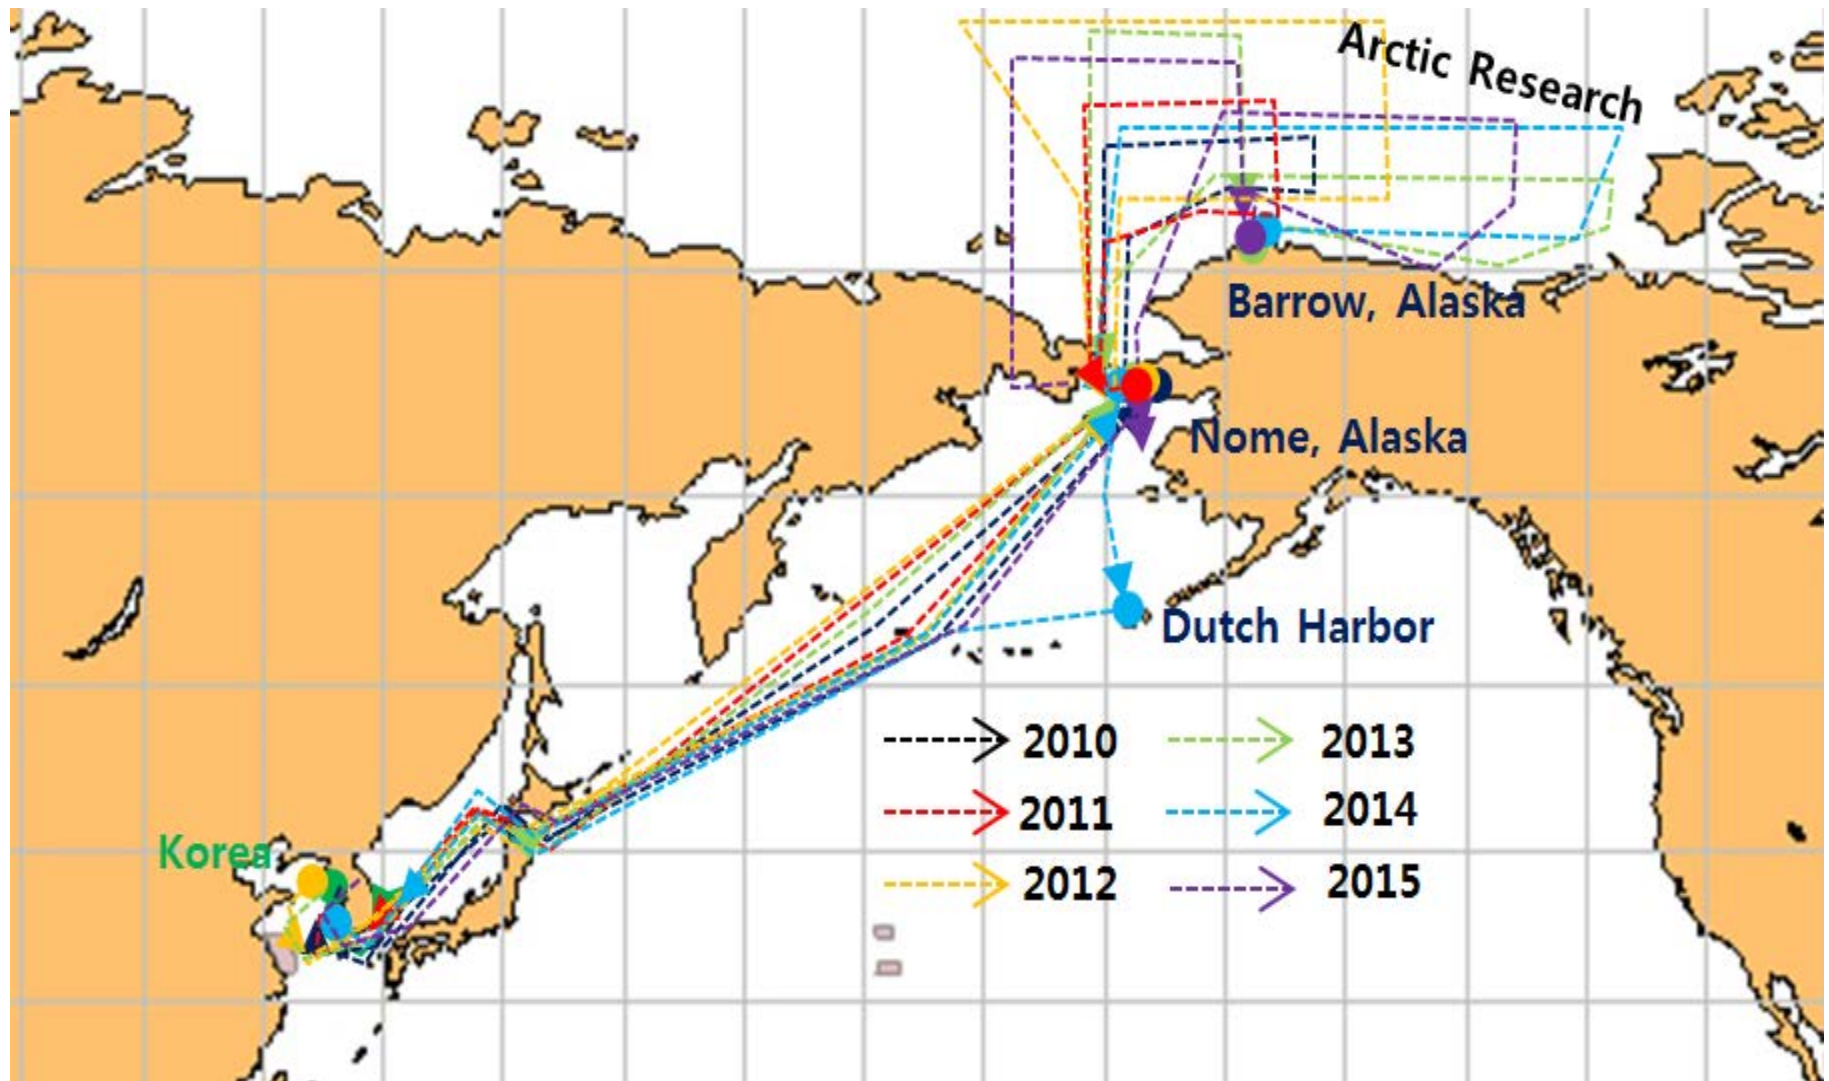 Arctic Research
Barrow, Alaska
Nome, Alaska
Dutch Harbor
Korea
2010
2013
2011
2014
2012
2015